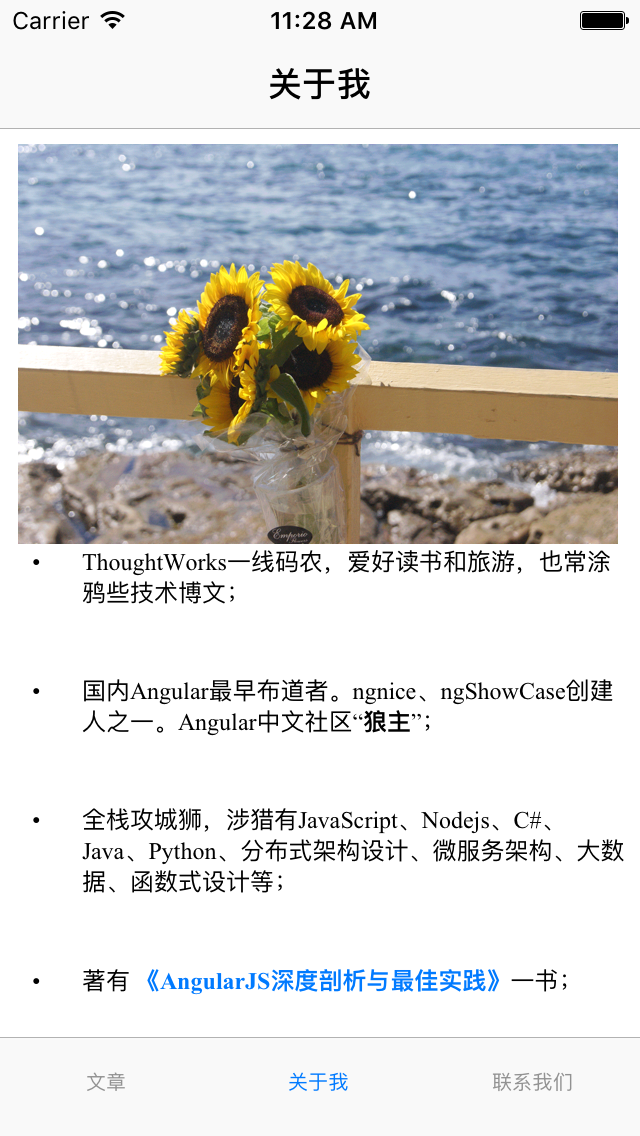 Carrier
11:28 AM
关于我
Emporio
• ThoughtWorks一线码农，爱好读书和旅游，也常涂
鸦些技术博文；
• 国内Angular最早布道者。ngnice、ngShowCase创建
人之一。Angular中文社区“狼主”；
• 全栈攻城狮，涉猎有JavaScript、Nodejs、C#、
Java、Python、分布式架构设计、微服务架构、大数
据、函数式设计等；
• 著有 《AngularJS深度剖析与最佳实践》一书；
文章
关于我
联系我们